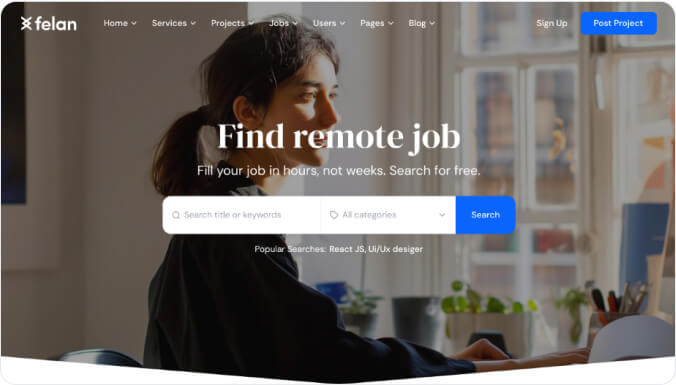 felan Home Services Projects Jobs Users Pages Blog Sign Up Post Project
Find remote job
Fill your job in hours, not weeks. Search for free.
Search title or keywords All categories Search
Popular Searches: React JS, Ui/Ux desiger